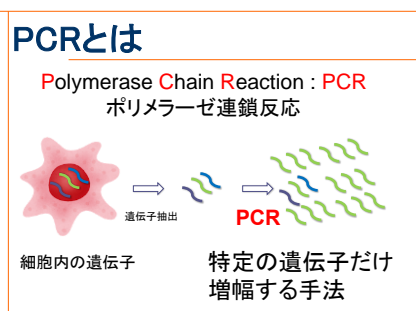 PCRとは
Polymerase Chain Reaction : PCR
ポリメラーゼ連鎖反応
遺伝子抽出
PCR
細胞内の遺伝子
特定の遺伝子だけ
増幅する手法